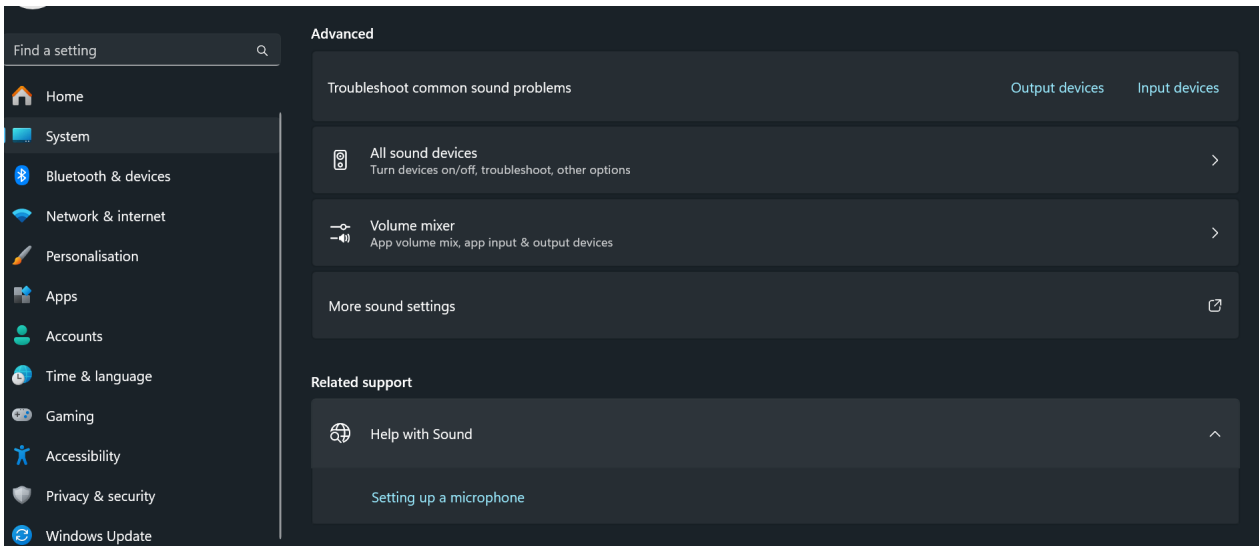 Find a setting
Home
System
Bluetooth & devices
Network & internet
Personalisation
Apps
Accounts
Time & language
Gaming
Accessibility
Privacy & security
Windows Update
Advanced
Troubleshoot common sound problems
Output devices
Input devices
All sound devices
Turn devices on/off, troubleshoot, other options
Volume mixer
App volume mix, app input & output devices
More sound settings
Related support
Help with Sound
Setting up a microphone